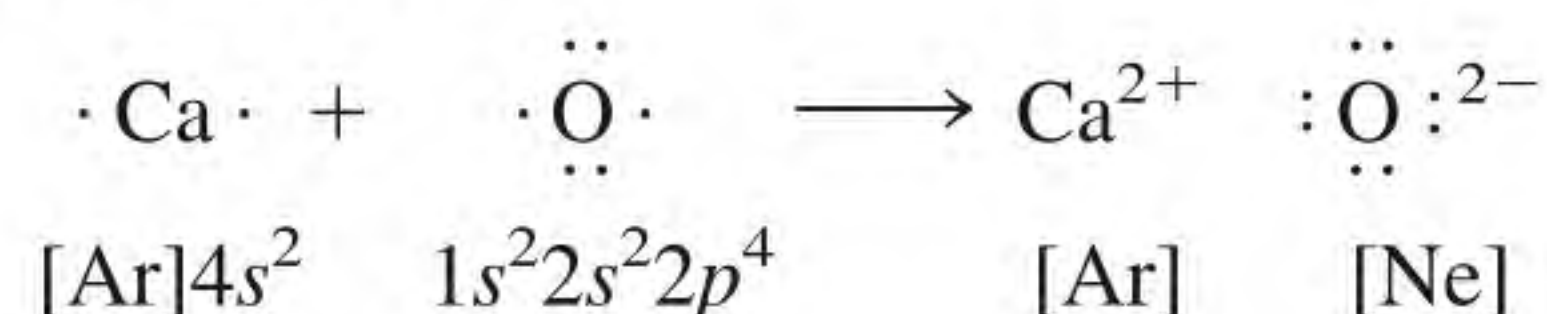 · Ca · + · Ö̤ · ⟶ Ca²⁺ : Ö̤ :²⁻
[Ar]4s² 1s²2s²2p⁴ [Ar] [Ne]